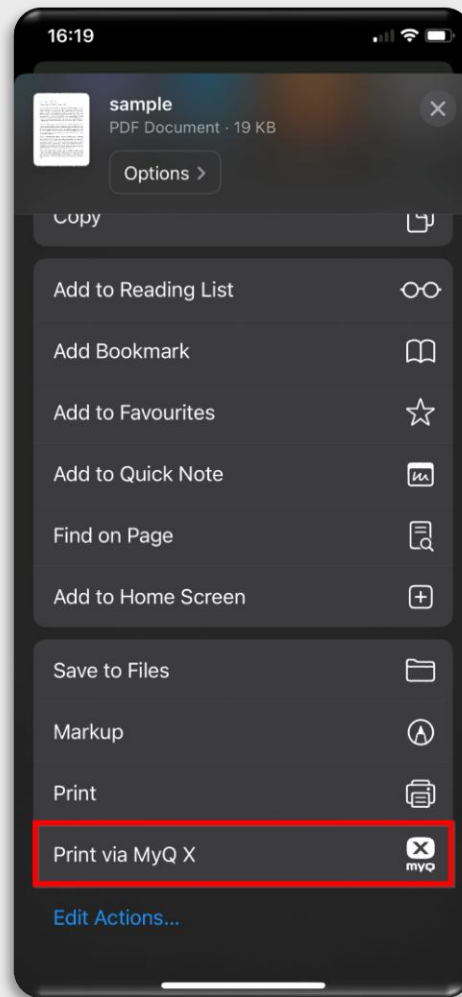 16:19
sample
PDF Document · 19 KB
Options >
Copy
Add to Reading List
Add Bookmark
Add to Favourites
Add to Quick Note
Find on Page
Add to Home Screen
Save to Files
Markup
Print
Print via MyQ X
X
myQ
Edit Actions...